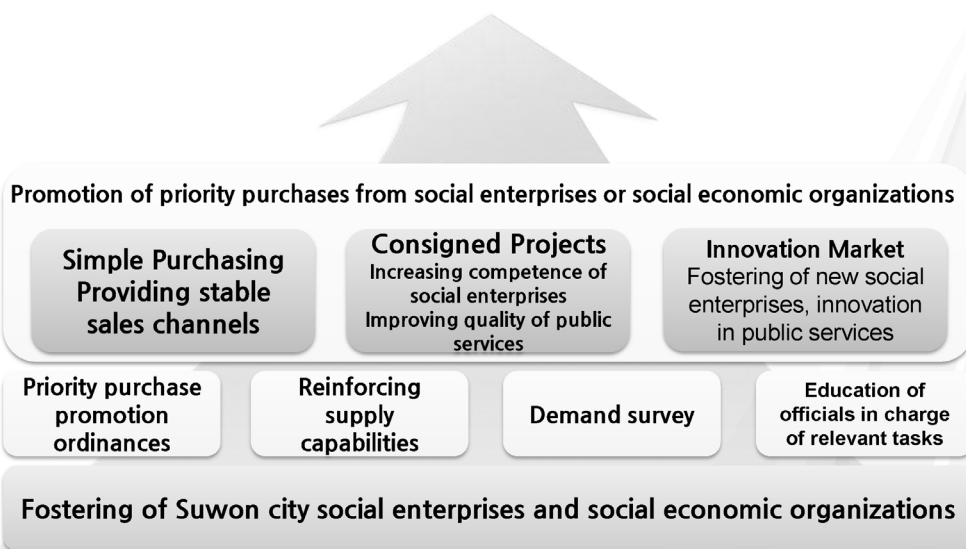 Promotion of priority purchases from social enterprises or social economic organizations
Simple Purchasing
Providing stable
sales channels
Consigned Projects
Increasing competence of
social enterprises
Improving quality of public
services
Innovation Market
Fostering of new social
enterprises, innovation
in public services
Priority purchase
promotion
ordinances
Reinforcing
supply
capabilities
Demand survey
Education of
officials in charge
of relevant tasks
Fostering of Suwon city social enterprises and social economic organizations